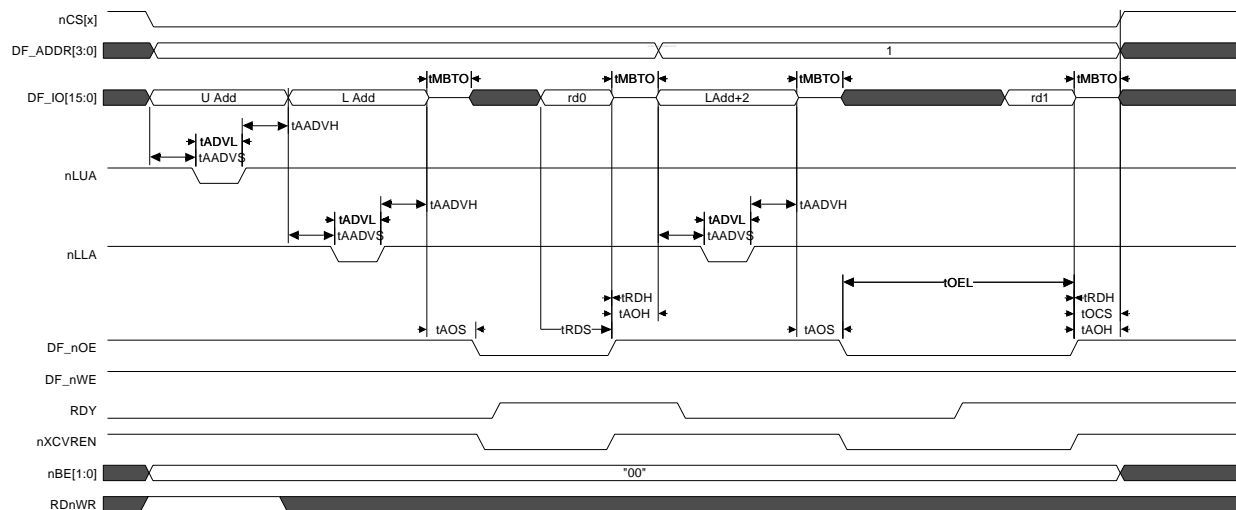 nCS[x]
DF_ADDR[3:0] 1
tMBTO tMBTO tMBTO tMBTO
DF_IO[15:0] U Add L Add rd0 LAdd+2 rd1
tAADVH
tADVL
tAADVS
nLUA
tAADVH tAADVH
tADVL tADVL
tAADVS tAADVS
nLLA
tOEL
tRDH tRDH
tAOH tOCS
tAOS tRDS tAOS tAOH
DF_nOE
DF_nWE
RDY
nXCVREN
nBE[1:0] "00"
RDnWR